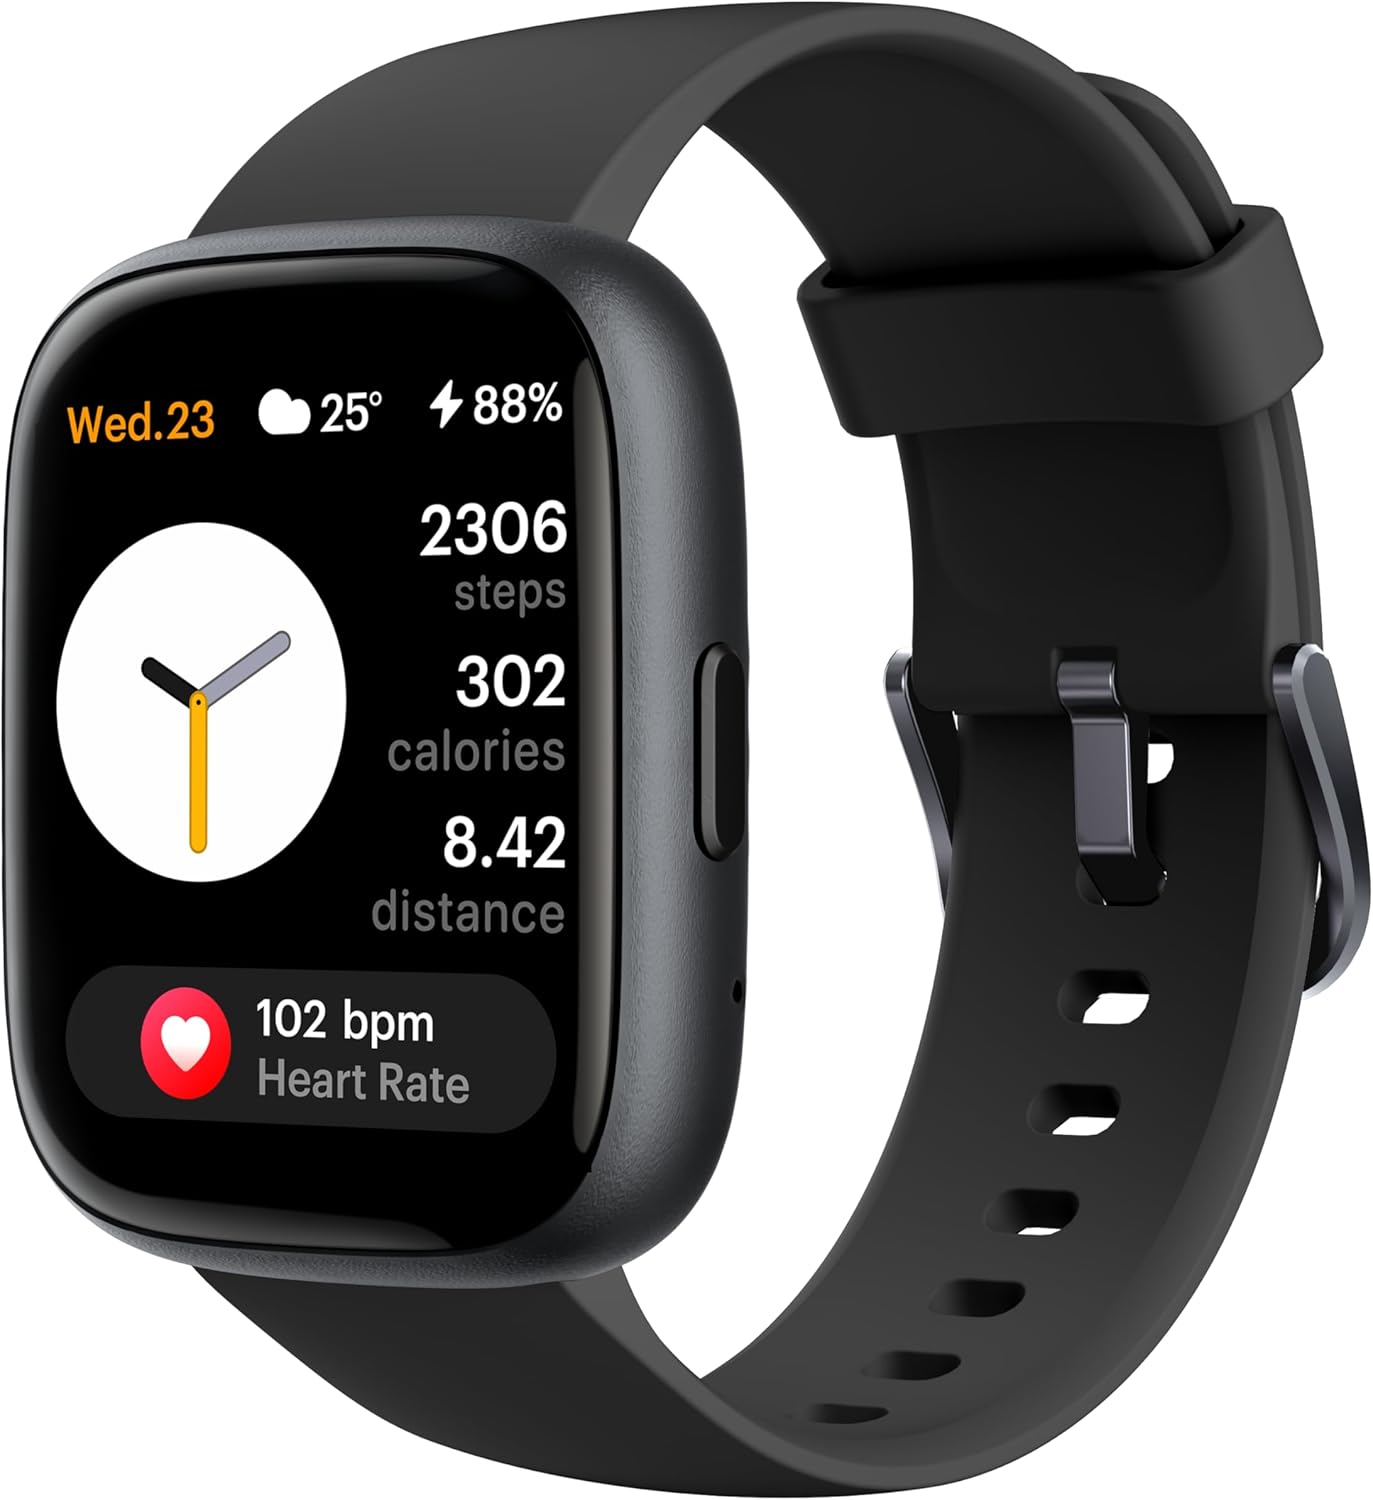 Wed.23 25° 88%
2306
steps
302
calories
8.42
distance
102 bpm
Heart Rate